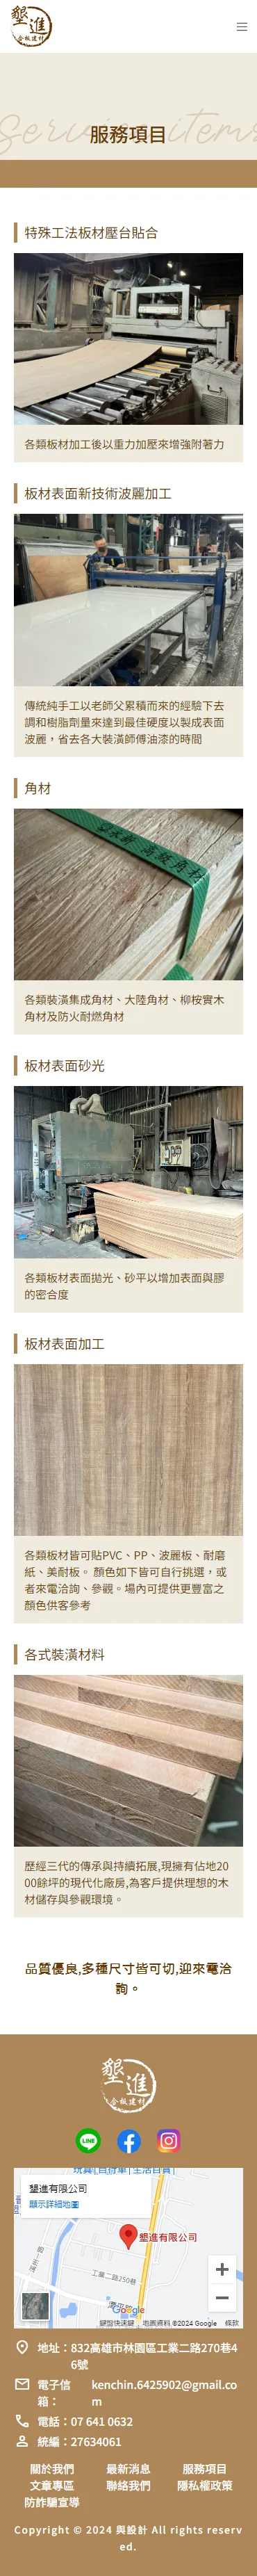 墾進
合板建材
service items
服務項目
特殊工法板材壓台貼合
各類板材加工後以重力加壓來增強附著力
板材表面新技術波麗加工
傳統純手工以老師父累積而來的經驗下去
調和樹脂劑量來達到最佳硬度以製成表面
波麗，省去各大裝潢師傅油漆的時間
角材
各類裝潢集成角材、大陸角材、柳桉實木
角材及防火耐燃角材
板材表面砂光
各類板材表面拋光、砂平以增加表面與膠
的密合度
板材表面加工
各類板材皆可貼PVC、PP、波麗板、耐磨
紙、美耐板。 顏色如下皆可自行挑選，或
者來電洽詢、參觀。場內可提供更豐富之
顏色供客參考
各式裝潢材料
歷經三代的傳承與持續拓展,現擁有佔地20
00餘坪的現代化廠房,為客戶提供理想的木
材儲存與參觀環境。
品質優良,多種尺寸皆可切,迎來電洽
詢。
墾進
合板建材
LINE
墾進有限公司
顯示詳細地圖
墾進有限公司
工業二路250巷
Google
鍵盤快速鍵 地圖資料 ©2024 Google 條款
地址：832高雄市林園區工業二路270巷4
6號
電子信 kenchin.6425902@gmail.co
箱： m
電話：07 641 0632
統編：27634061
關於我們 最新消息 服務項目
文章專區 聯絡我們 隱私權政策
防詐騙宣導
Copyright © 2024 與設計 All rights reserv
ed.